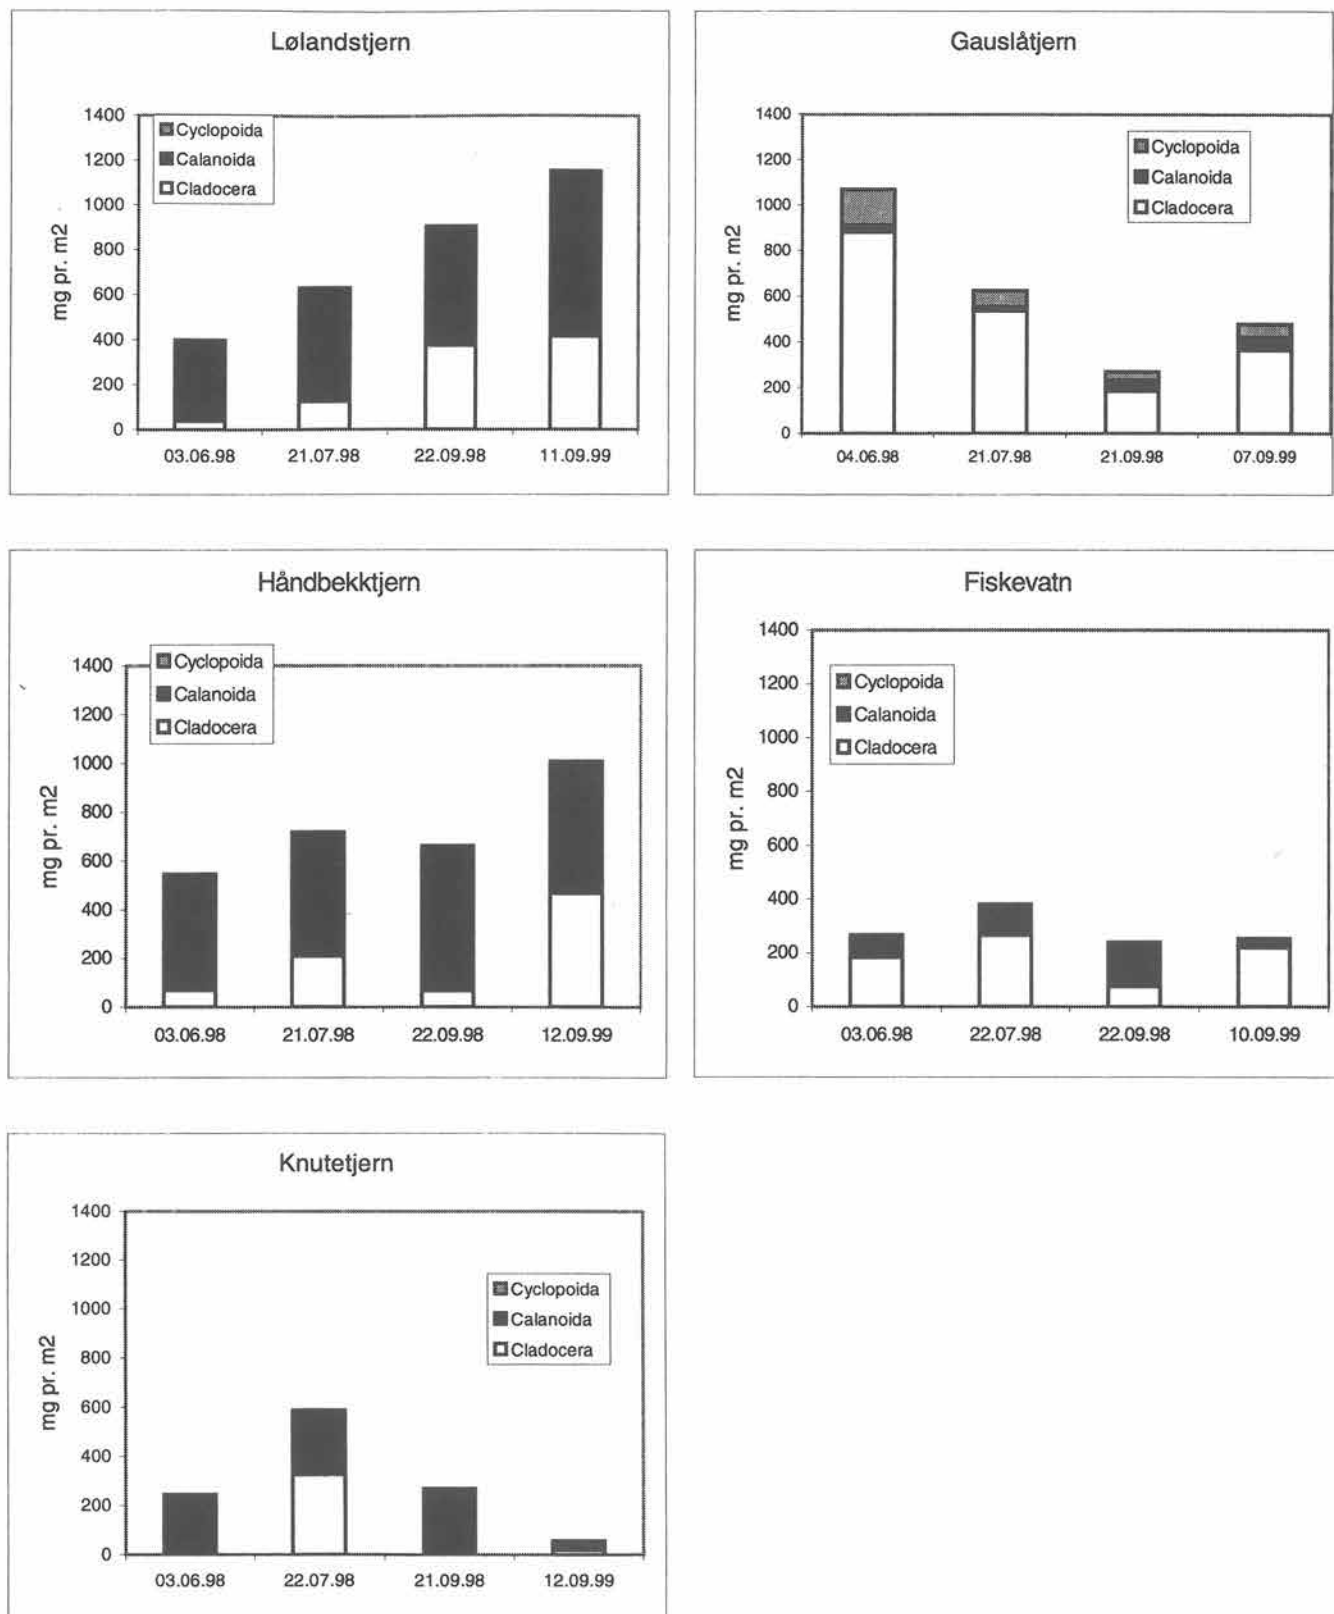 Lølandstjern
1400
1200
1000
800
600
400
200
0
mg pr. m2
Cyclopoida
Calanoida
Cladocera
03.06.98 21.07.98 22.09.98 11.09.99
Gauslåtjern
1400
1200
1000
800
600
400
200
0
mg pr. m2
Cyclopoida
Calanoida
Cladocera
04.06.98 21.07.98 21.09.98 07.09.99
Håndbekktjern
1400
1200
1000
800
600
400
200
0
mg pr. m2
Cyclopoida
Calanoida
Cladocera
03.06.98 21.07.98 22.09.98 12.09.99
Fiskevatn
1400
1200
1000
800
600
400
200
0
mg pr. m2
Cyclopoida
Calanoida
Cladocera
03.06.98 22.07.98 22.09.98 10.09.99
Knutetjern
1400
1200
1000
800
600
400
200
0
mg pr. m2
Cyclopoida
Calanoida
Cladocera
03.06.98 22.07.98 21.09.98 12.09.99